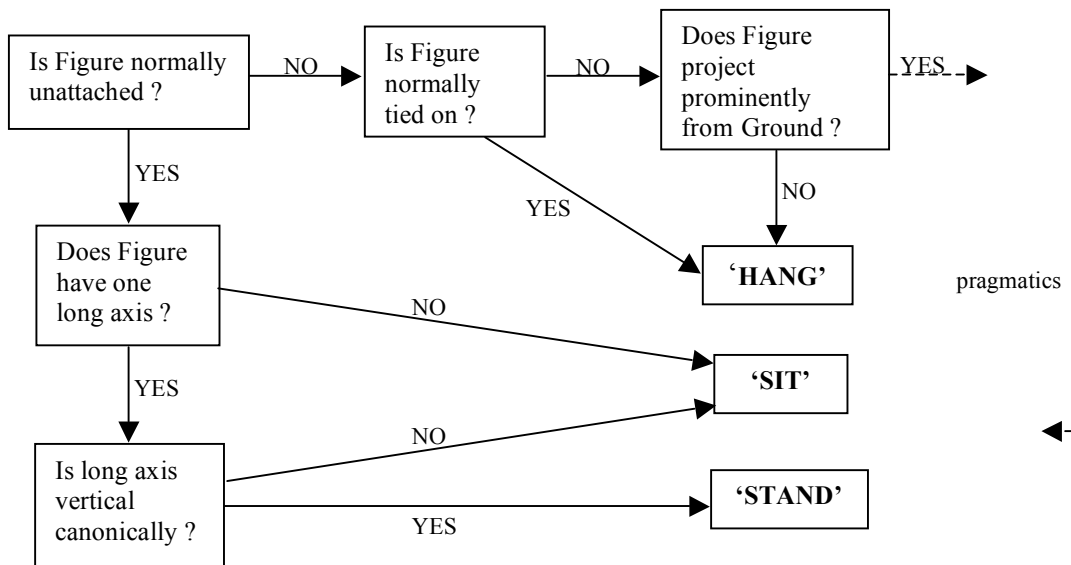 Is Figure normally
unattached ?
NO
Is Figure
normally
tied on ?
NO
Does Figure
project
prominently
from Ground ?
YES
YES
YES
NO
Does Figure
have one
long axis ?
‘HANG’
pragmatics
NO
YES
‘SIT’
NO
Is long axis
vertical
canonically ?
YES
‘STAND’